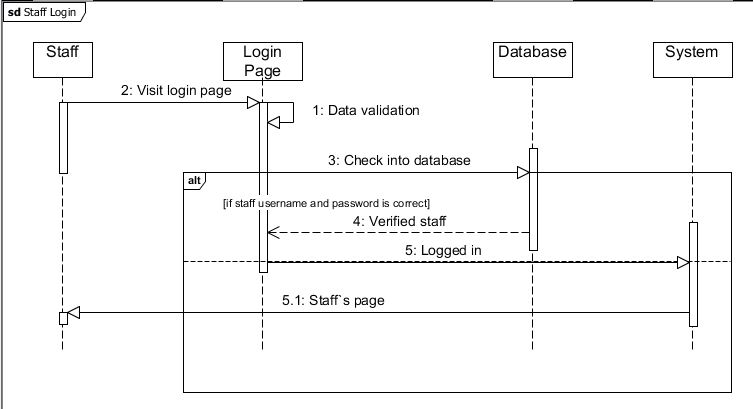 sd Staff Login
Staff
Login
Page
Database
System
2: Visit login page
1: Data validation
3: Check into database
alt
[if staff username and password is correct]
4: Verified staff
5: Logged in
5.1: Staff`s page